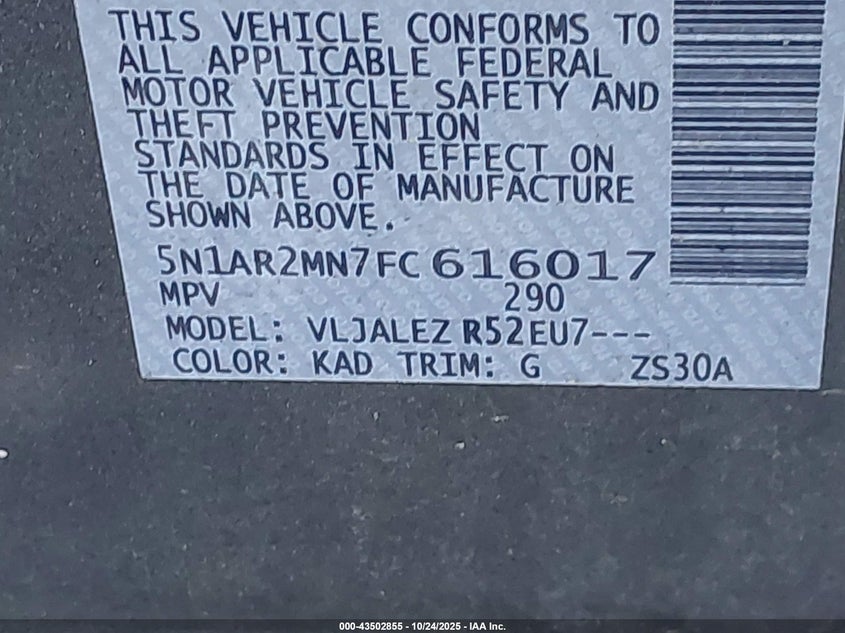 THIS VEHICLE CONFORMS TO
ALL APPLICABLE FEDERAL
MOTOR VEHICLE SAFETY AND
THEFT PREVENTION
STANDARDS IN EFFECT ON
THE DATE OF MANUFACTURE
SHOWN ABOVE.
5N1AR2MN7FC616017
MPV 290
MODEL: VLJALEZ R52EU7---
COLOR: KAD TRIM: G ZS30A
000-43502855 - 10/24/2025 - IAA Inc.